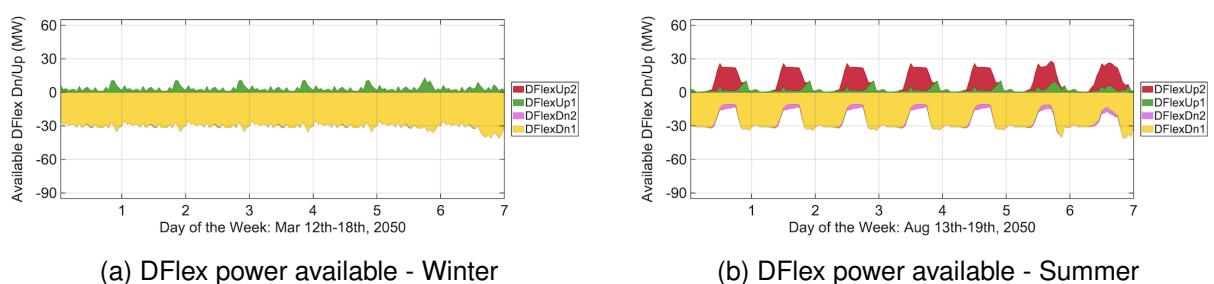 Available DFlex Dn/Up (MW)
60
30
0
-30
-60
-90
1 2 3 4 5 6 7
Day of the Week: Mar 12th-18th, 2050
DFlexUp2
DFlexUp1
DFlexDn2
DFlexDn1
(a) DFlex power available - Winter
Available DFlex Dn/Up (MW)
60
30
0
-30
-60
-90
1 2 3 4 5 6 7
Day of the Week: Aug 13th-19th, 2050
DFlexUp2
DFlexUp1
DFlexDn2
DFlexDn1
(b) DFlex power available - Summer